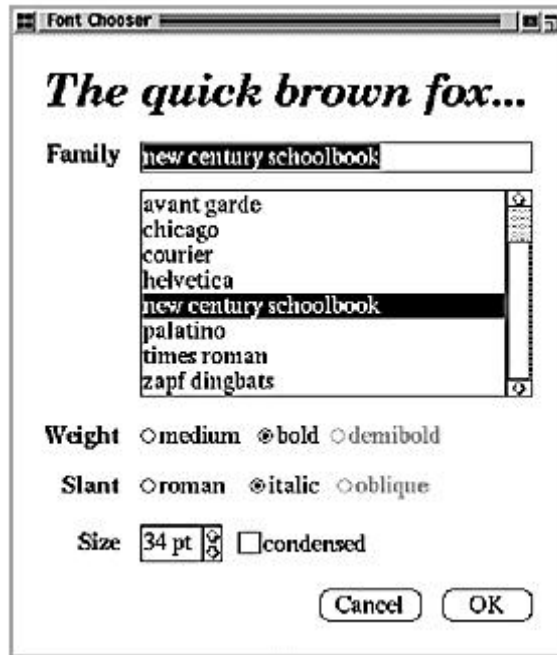 Font Chooser
The quick brown fox...
Family new century schoolbook
avant garde
chicago
courier
helvetica
new century schoolbook
palatino
times roman
zapf dingbats
Weight medium bold demibold
Slant roman italic oblique
Size 34 pt condensed
Cancel OK